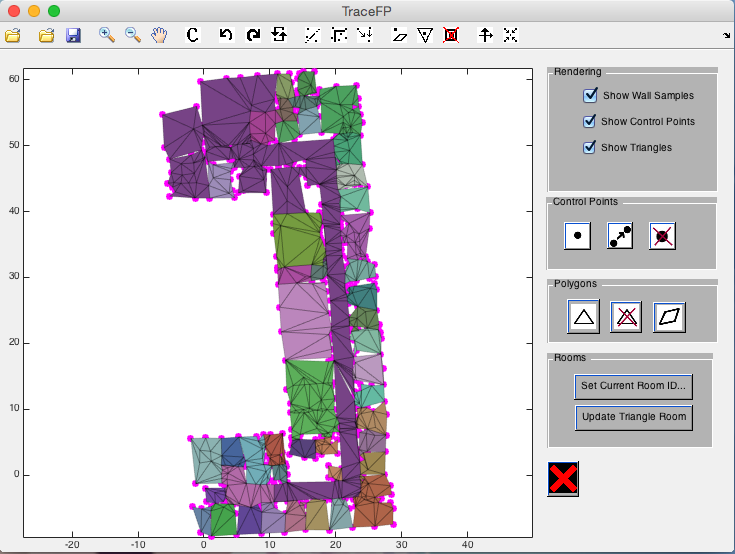 TraceFP
C
60
50
40
30
20
10
0
-20
-10
0
10
20
30
40
Rendering
Show Wall Samples
Show Control Points
Show Triangles
Control Points
Polygons
Rooms
Set Current Room ID...
Update Triangle Room